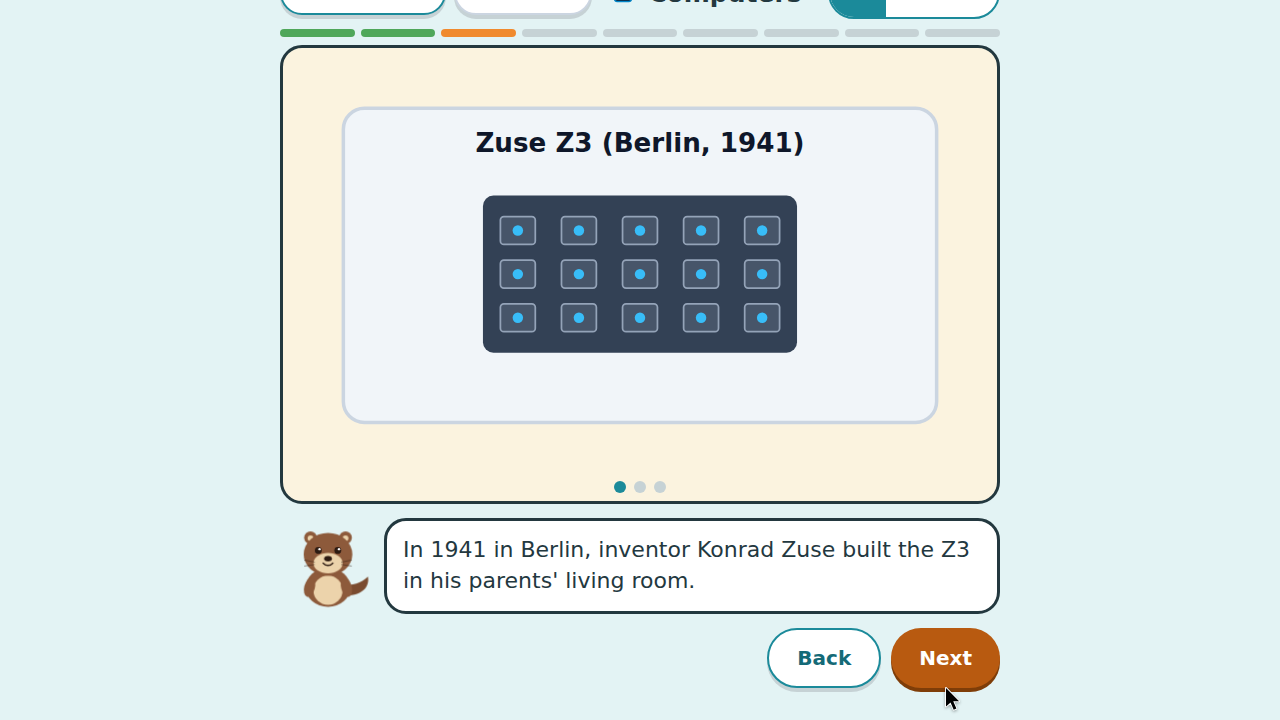 Computers
Zuse Z3 (Berlin, 1941)
In 1941 in Berlin, inventor Konrad Zuse built the Z3
in his parents' living room.
Back
Next